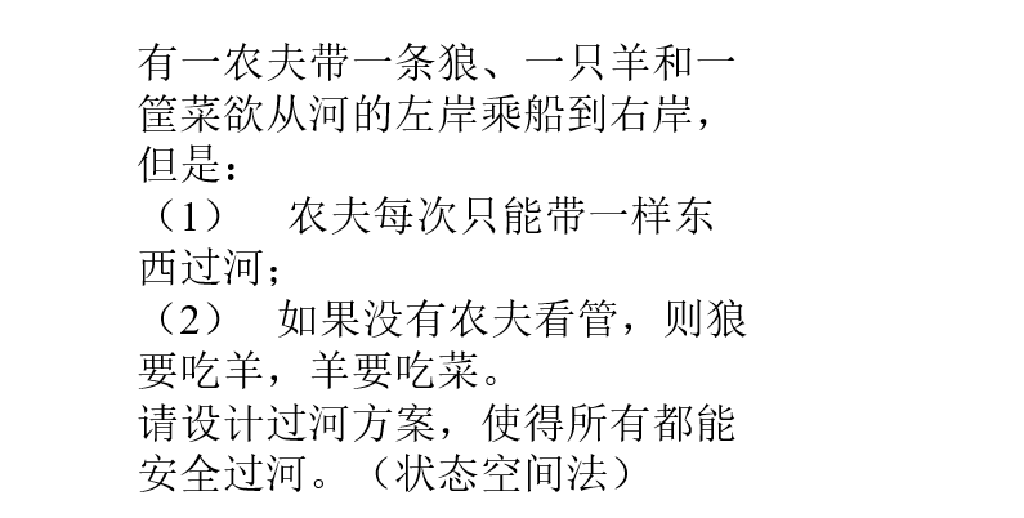 有一农夫带一条狼、一只羊和一
筐菜欲从河的左岸乘船到右岸，
但是：
（1） 农夫每次只能带一样东
西过河；
（2） 如果没有农夫看管，则狼
要吃羊，羊要吃菜。
请设计过河方案，使得所有都能
安全过河。（状态空间法）